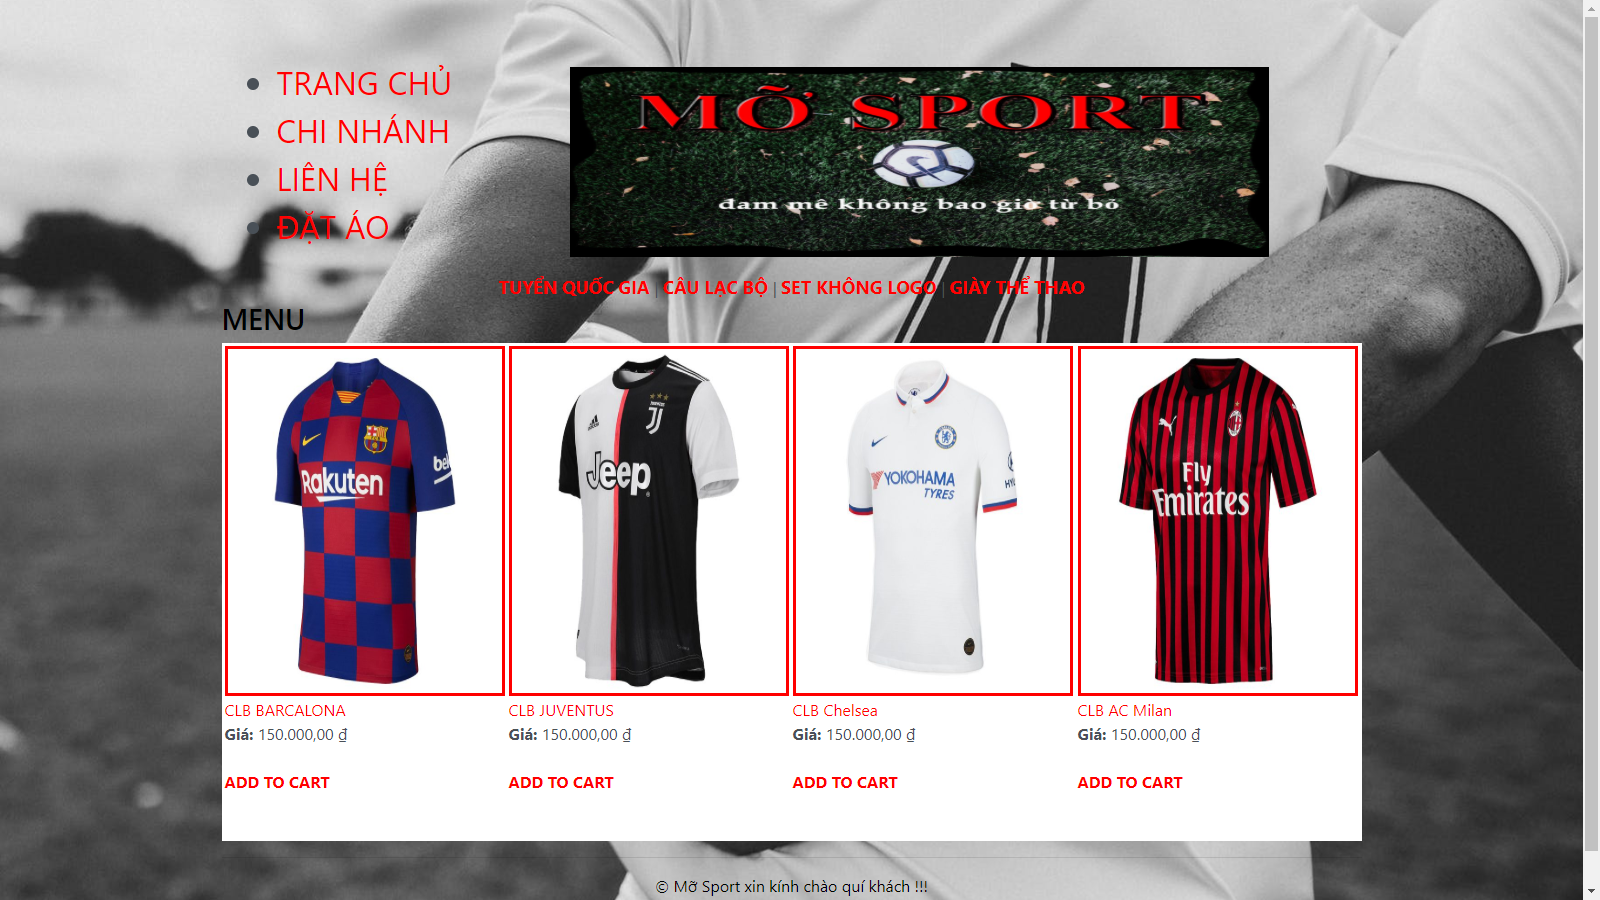 TRANG CHỦ
CHI NHÁNH
LIÊN HỆ
ĐẶT ÁO
MỠ SPORT
đam mê không bao giờ từ bỏ
TUYỂN QUỐC GIA | CÂU LẠC BỘ | SET KHÔNG LOGO | GIÀY THỂ THAO
MENU
Rakuten
Jeep
YOKOHAMA
TYRES
Fly
Emirates
CLB BARCALONA
Giá: 150.000,00 ₫
ADD TO CART
CLB JUVENTUS
Giá: 150.000,00 ₫
ADD TO CART
CLB Chelsea
Giá: 150.000,00 ₫
ADD TO CART
CLB AC Milan
Giá: 150.000,00 ₫
ADD TO CART
© Mỡ Sport xin kính chào quí khách !!!